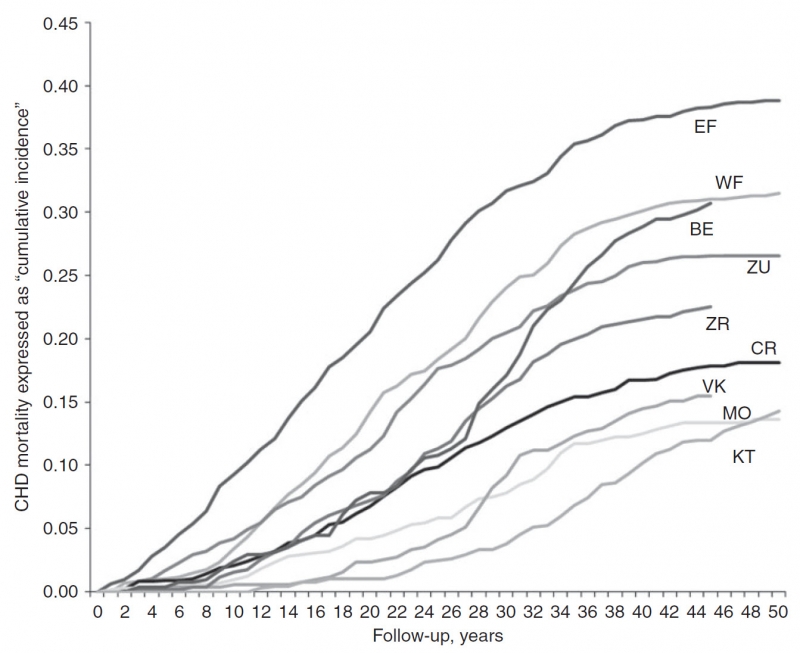 CHD mortality expressed as “cumulative incidence”
0.45
0.40
0.35
0.30
0.25
0.20
0.15
0.10
0.05
0.00
EF
WF
BE
ZU
ZR
CR
VK
MO
KT
0 2 4 6 8 10 12 14 16 18 20 22 24 26 28 30 32 34 36 38 40 42 44 46 48 50
Follow-up, years